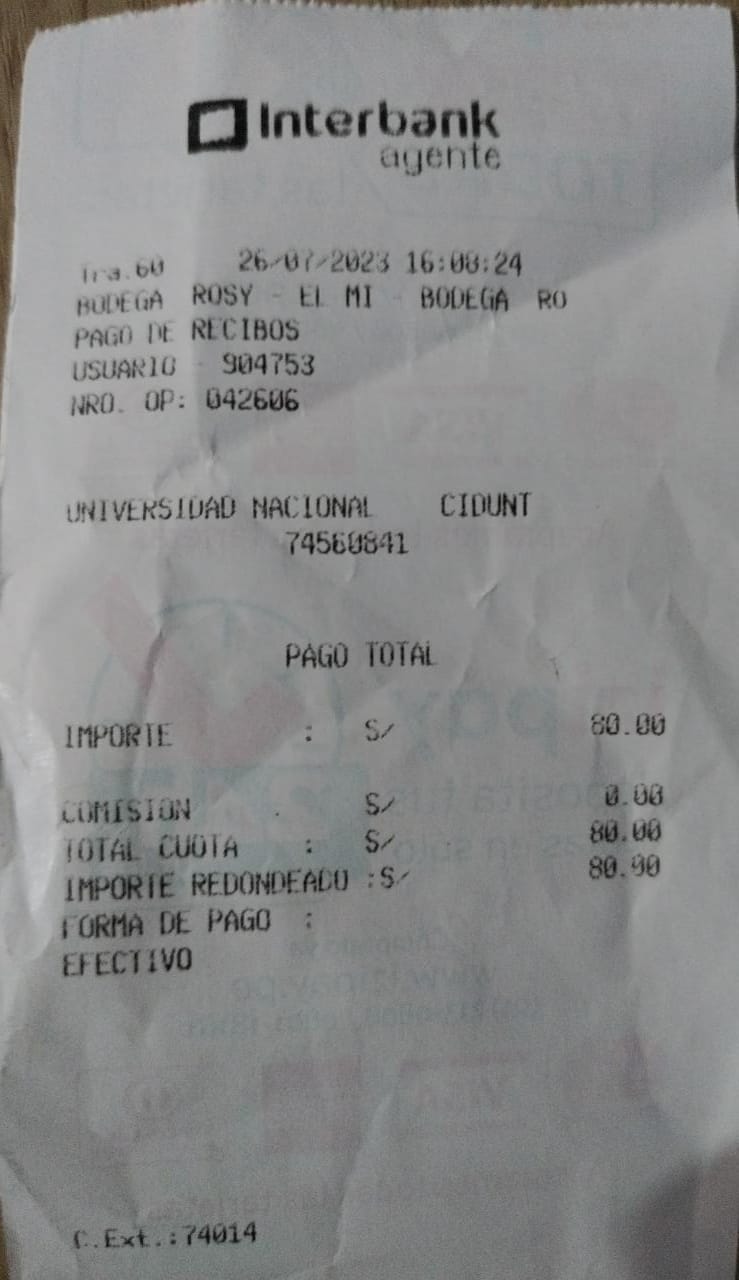 Interbank
agente
Tra.60 26/07/2023 16:08:24
BODEGA ROSY - EL MI - BODEGA RO
PAGO DE RECIBOS
USUARIO - 904753
NRO. OP: 042606
UNIVERSIDAD NACIONAL CIDUNT
74560841
PAGO TOTAL
IMPORTE : S/ 80.00
COMISION S/ 0.00
TOTAL CUOTA : S/ 80.00
IMPORTE REDONDEADO :S/ 80.00
FORMA DE PAGO :
EFECTIVO
C.Ext.:74014